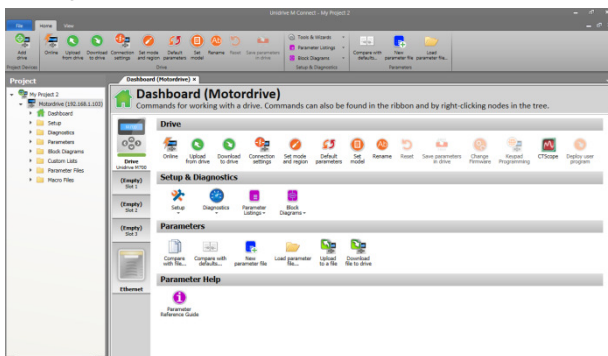 Unidrive M Connect - My Project 2
File Home View
Add drive
Online
Upload from drive
Download to drive
Connection settings
Set mode and region
Default parameters
Set model
Rename
Reset
Save parameters in drive
Tools & Wizards
Parameter Listings
Block Diagrams
Compare with defaults...
New parameter file
Load parameter file...
Project Devices Drive Setup & Diagnostics Parameters
Project
My Project 2
Motordrive (192.168.1.103)
Dashboard
Setup
Diagnostics
Parameters
Block Diagrams
Custom Lists
Parameter Files
Macro Files
Dashboard (Motordrive) ×
Dashboard (Motordrive)
Commands for working with a drive. Commands can also be found in the ribbon and by right-clicking nodes in the tree.
Drive
Unidrive M700
(Empty)
Slot 1
(Empty)
Slot 2
(Empty)
Slot 3
Ethernet
Drive
Online
Upload from drive
Download to drive
Connection settings
Set mode and region
Default parameters
Set model
Rename
Reset
Save parameters in drive
Change Firmware
Keypad Programming
CTScope
Deploy user program
Setup & Diagnostics
Setup
Diagnostics
Parameter Listings
Block Diagrams
Parameters
Compare with file...
Compare with defaults...
New parameter file
Load parameter file...
Upload to a file
Download file to drive
Parameter Help
Parameter Reference Guide